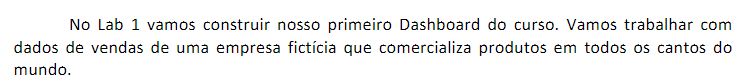 No Lab 1 vamos construir nosso primeiro Dashboard do curso. Vamos trabalhar com
dados de vendas de uma empresa fictícia que comercializa produtos em todos os cantos do
mundo.